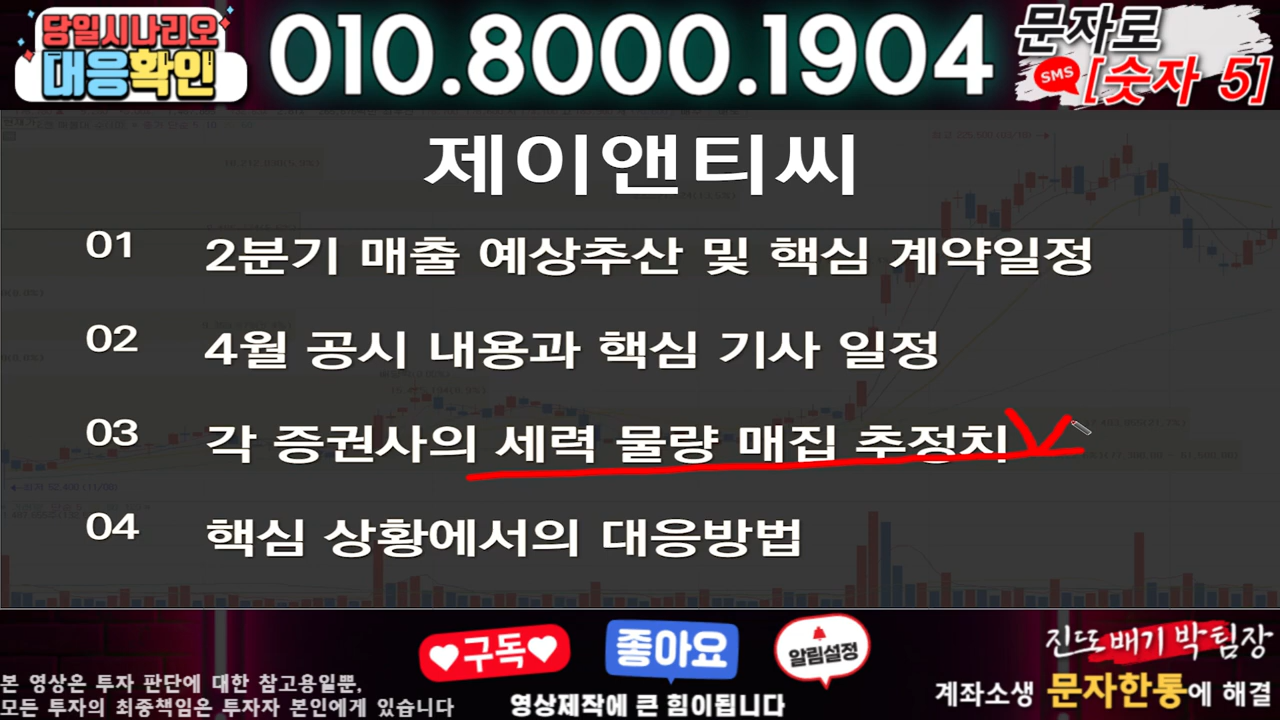 당일시나리오
대응확인
010.8000.1904
문자로
SMS
[숫자 5]
제이앤티씨
01 2분기 매출 예상추산 및 핵심 계약일정
02 4월 공시 내용과 핵심 기사 일정
03 각 증권사의 세력 물량 매집 추정치
04 핵심 상황에서의 대응방법
구독
좋아요
알림설정
진또배기 박팀장
본 영상은 투자 판단에 대한 참고용일뿐,
모든 투자의 최종책임은 투자자 본인에게 있습니다
영상제작에 큰 힘이됩니다
계좌소생 문자한통에 해결